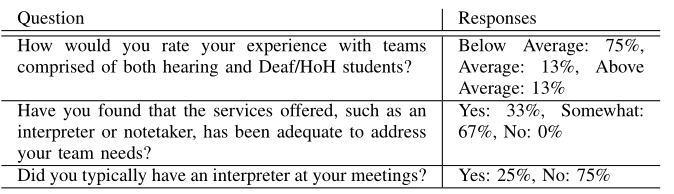 Question Responses
How would you rate your experience with teams Below Average: 75%,
comprised of both hearing and Deaf/HoH students? Average: 13%, Above
Average: 13%
Have you found that the services offered, such as an Yes: 33%, Somewhat:
interpreter or notetaker, has been adequate to address 67%, No: 0%
your team needs?
Did you typically have an interpreter at your meetings? Yes: 25%, No: 75%